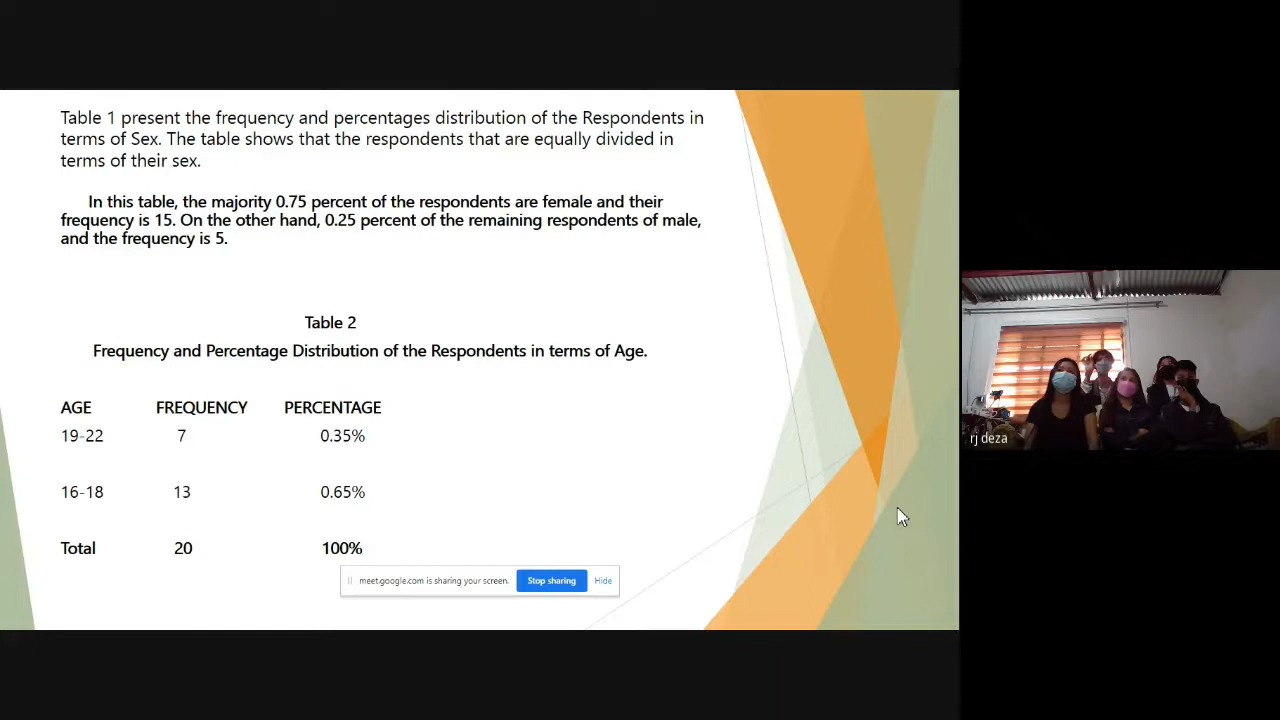 Table 1 present the frequency and percentages distribution of the Respondents in
terms of Sex. The table shows that the respondents that are equally divided in
terms of their sex.
In this table, the majority 0.75 percent of the respondents are female and their
frequency is 15. On the other hand, 0.25 percent of the remaining respondents of male,
and the frequency is 5.
Table 2
Frequency and Percentage Distribution of the Respondents in terms of Age.
AGE FREQUENCY PERCENTAGE
19-22 7 0.35%
16-18 13 0.65%
Total 20 100%
meet.google.com is sharing your screen. Stop sharing Hide
rj deza